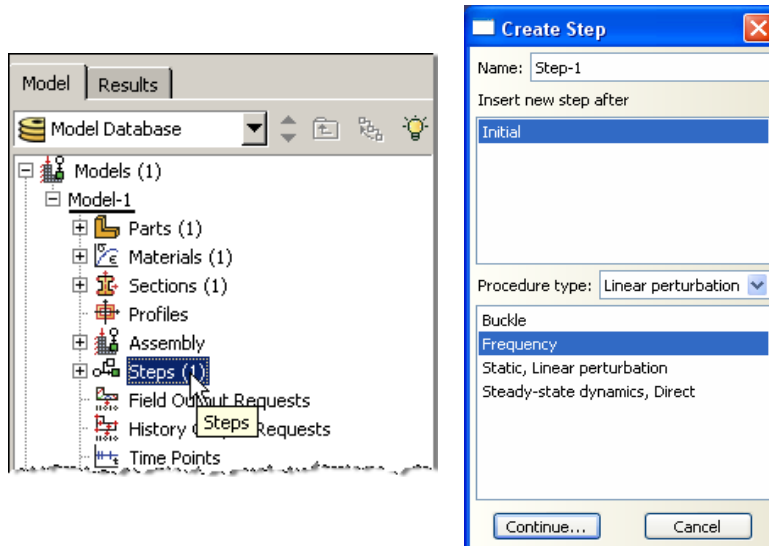 Model Results
Model Database
Models (1)
Model-1
Parts (1)
Materials (1)
Sections (1)
Profiles
Assembly
Steps (1)
Field Output Requests
History Requests
Steps
Time Points
Create Step
Name: Step-1
Insert new step after
Initial
Procedure type: Linear perturbation
Buckle
Frequency
Static, Linear perturbation
Steady-state dynamics, Direct
Continue... Cancel